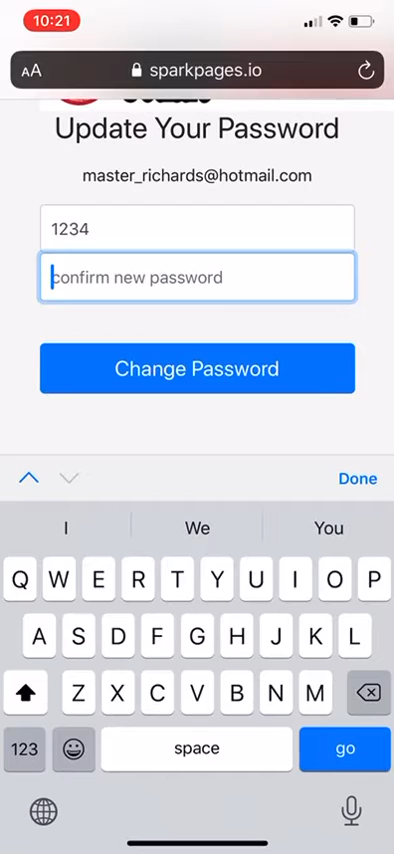 10:21
AA sparkpages.io
Update Your Password
master_richards@hotmail.com
1234
confirm new password
Change Password
Done
I We You
Q W E R T Y U I O P
A S D F G H J K L
Z X C V B N M
123 space go